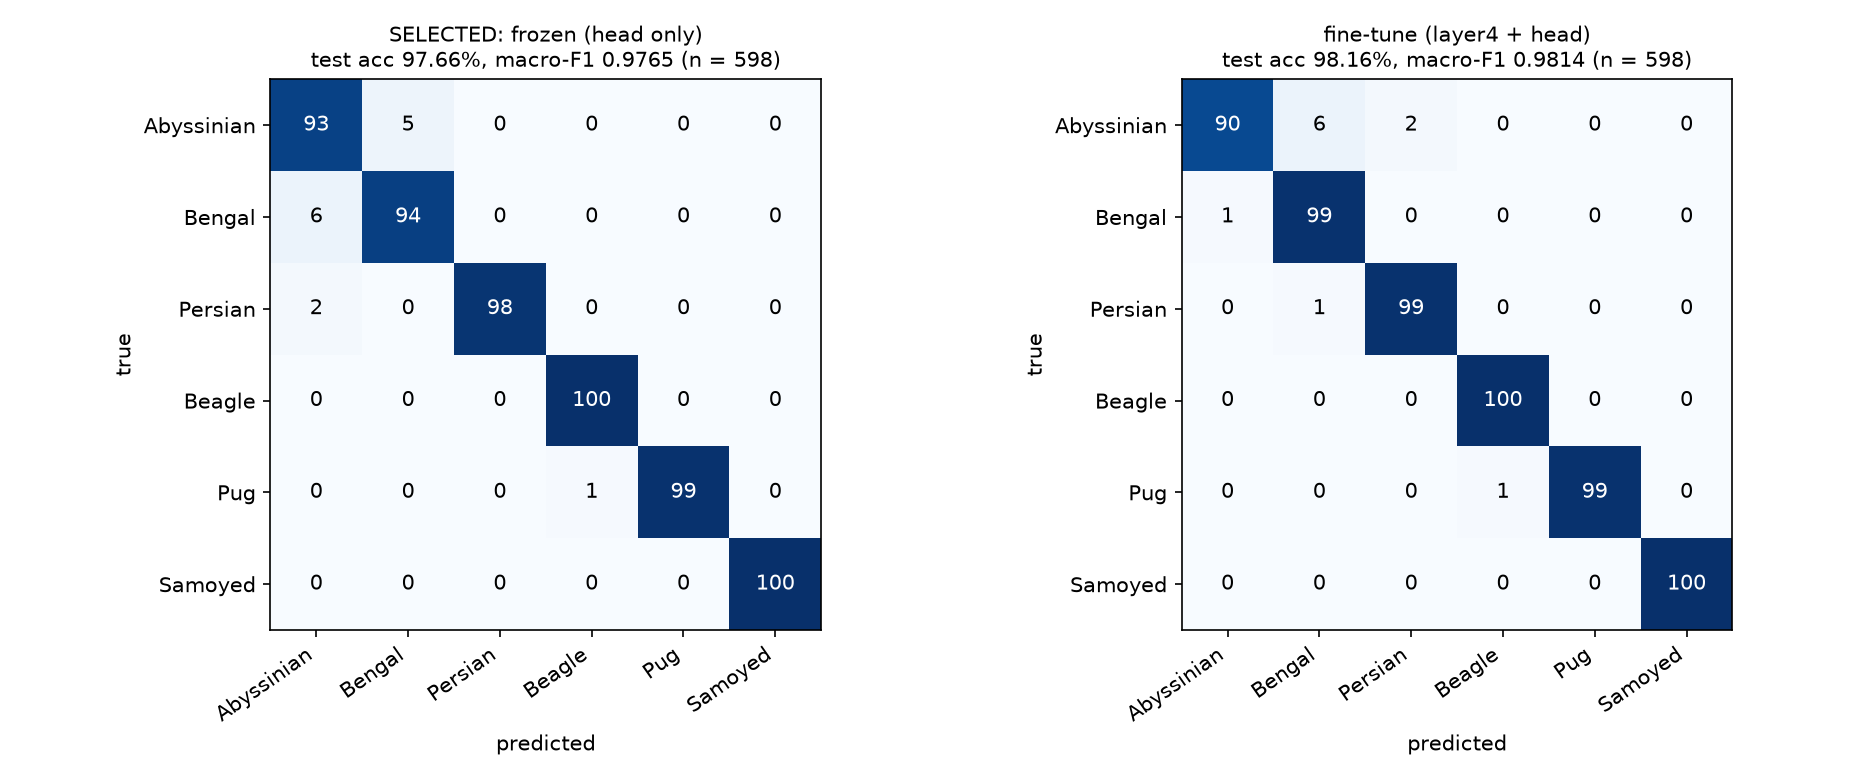 SELECTED: frozen (head only)
test acc 97.66%, macro-F1 0.9765 (n = 598)
Abyssinian 93 5 0 0 0 0
Bengal 6 94 0 0 0 0
Persian 2 0 98 0 0 0
Beagle 0 0 0 100 0 0
Pug 0 0 0 1 99 0
Samoyed 0 0 0 0 0 100
true
Abyssinian Bengal Persian Beagle Pug Samoyed
predicted
fine-tune (layer4 + head)
test acc 98.16%, macro-F1 0.9814 (n = 598)
Abyssinian 90 6 2 0 0 0
Bengal 1 99 0 0 0 0
Persian 0 1 99 0 0 0
Beagle 0 0 0 100 0 0
Pug 0 0 0 1 99 0
Samoyed 0 0 0 0 0 100
true
Abyssinian Bengal Persian Beagle Pug Samoyed
predicted